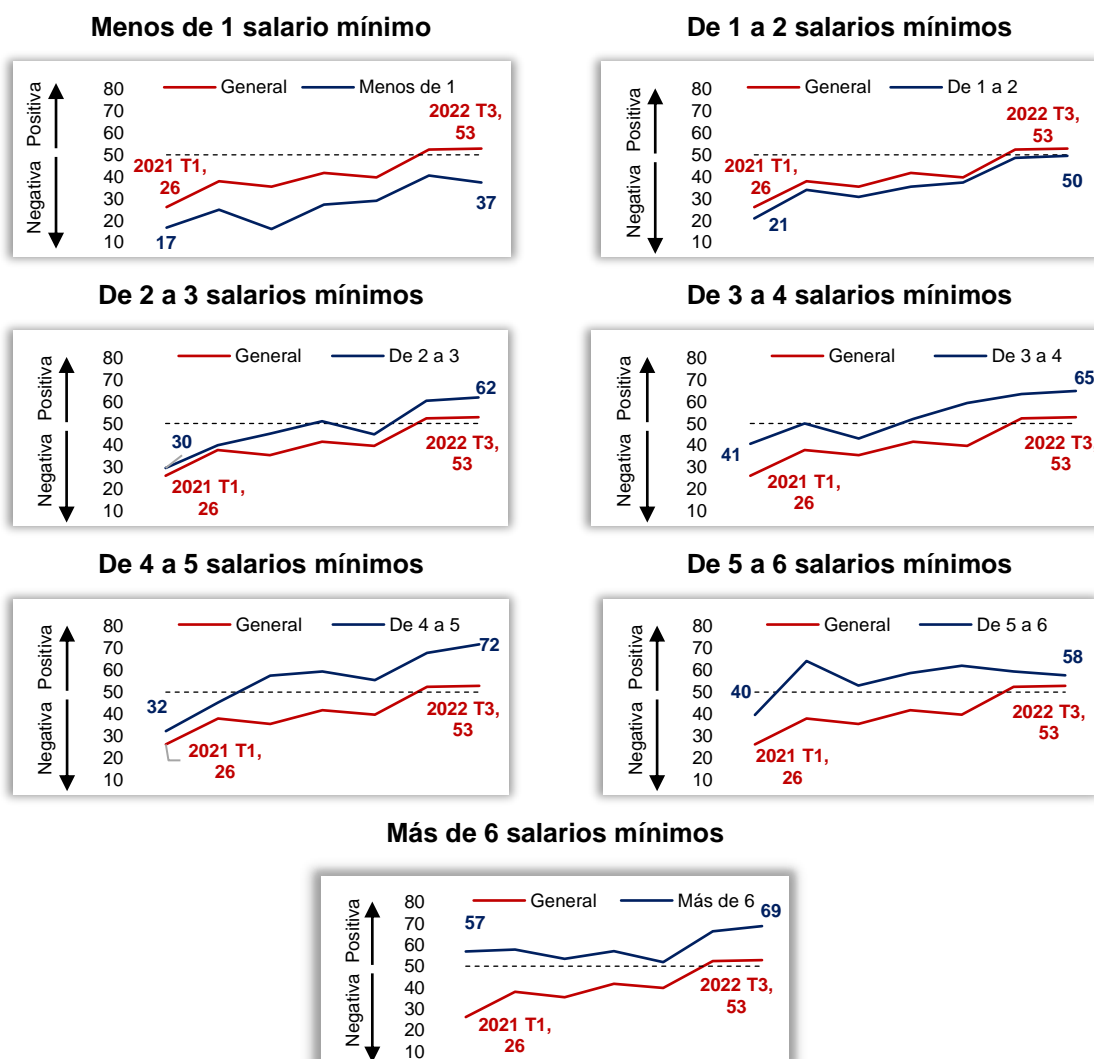 Menos de 1 salario mínimo
Negativa Positiva
80
70
60
50
40
30
20
10
General Menos de 1
2022 T3,
53
2021 T1,
26
37
17
De 1 a 2 salarios mínimos
Negativa Positiva
80
70
60
50
40
30
20
10
General De 1 a 2
2022 T3,
53
2021 T1,
26
50
21
De 2 a 3 salarios mínimos
Negativa Positiva
80
70
60
50
40
30
20
10
General De 2 a 3
62
30
2022 T3,
53
2021 T1,
26
De 3 a 4 salarios mínimos
Negativa Positiva
80
70
60
50
40
30
20
10
General De 3 a 4
65
41
2022 T3
53
2021 T1,
26
De 4 a 5 salarios mínimos
Negativa Positiva
80
70
60
50
40
30
20
10
General De 4 a 5
72
32
2022 T3,
53
2021 T1,
26
De 5 a 6 salarios mínimos
Negativa Positiva
80
70
60
50
40
30
20
10
General De 5 a 6
58
40
2022 T3,
53
2021 T1,
26
Más de 6 salarios mínimos
Negativa Positiva
80
70
60
50
40
30
20
10
General Más de 6
69
57
2022 T3,
53
2021 T1,
26